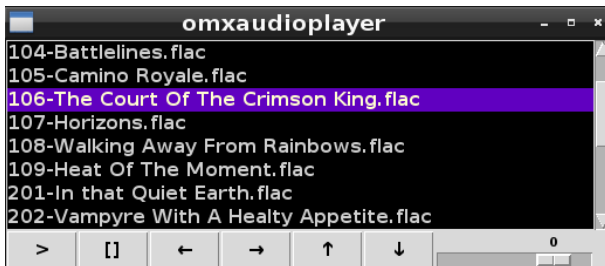 omxaudioplayer
104-Battlelines.flac
105-Camino Royale.flac
106-The Court Of The Crimson King.flac
107-Horizons.flac
108-Walking Away From Rainbows.flac
109-Heat Of The Moment.flac
201-In that Quiet Earth.flac
202-Vampyre With A Healty Appetite.flac
> [] ← → ↑ ↓ 0